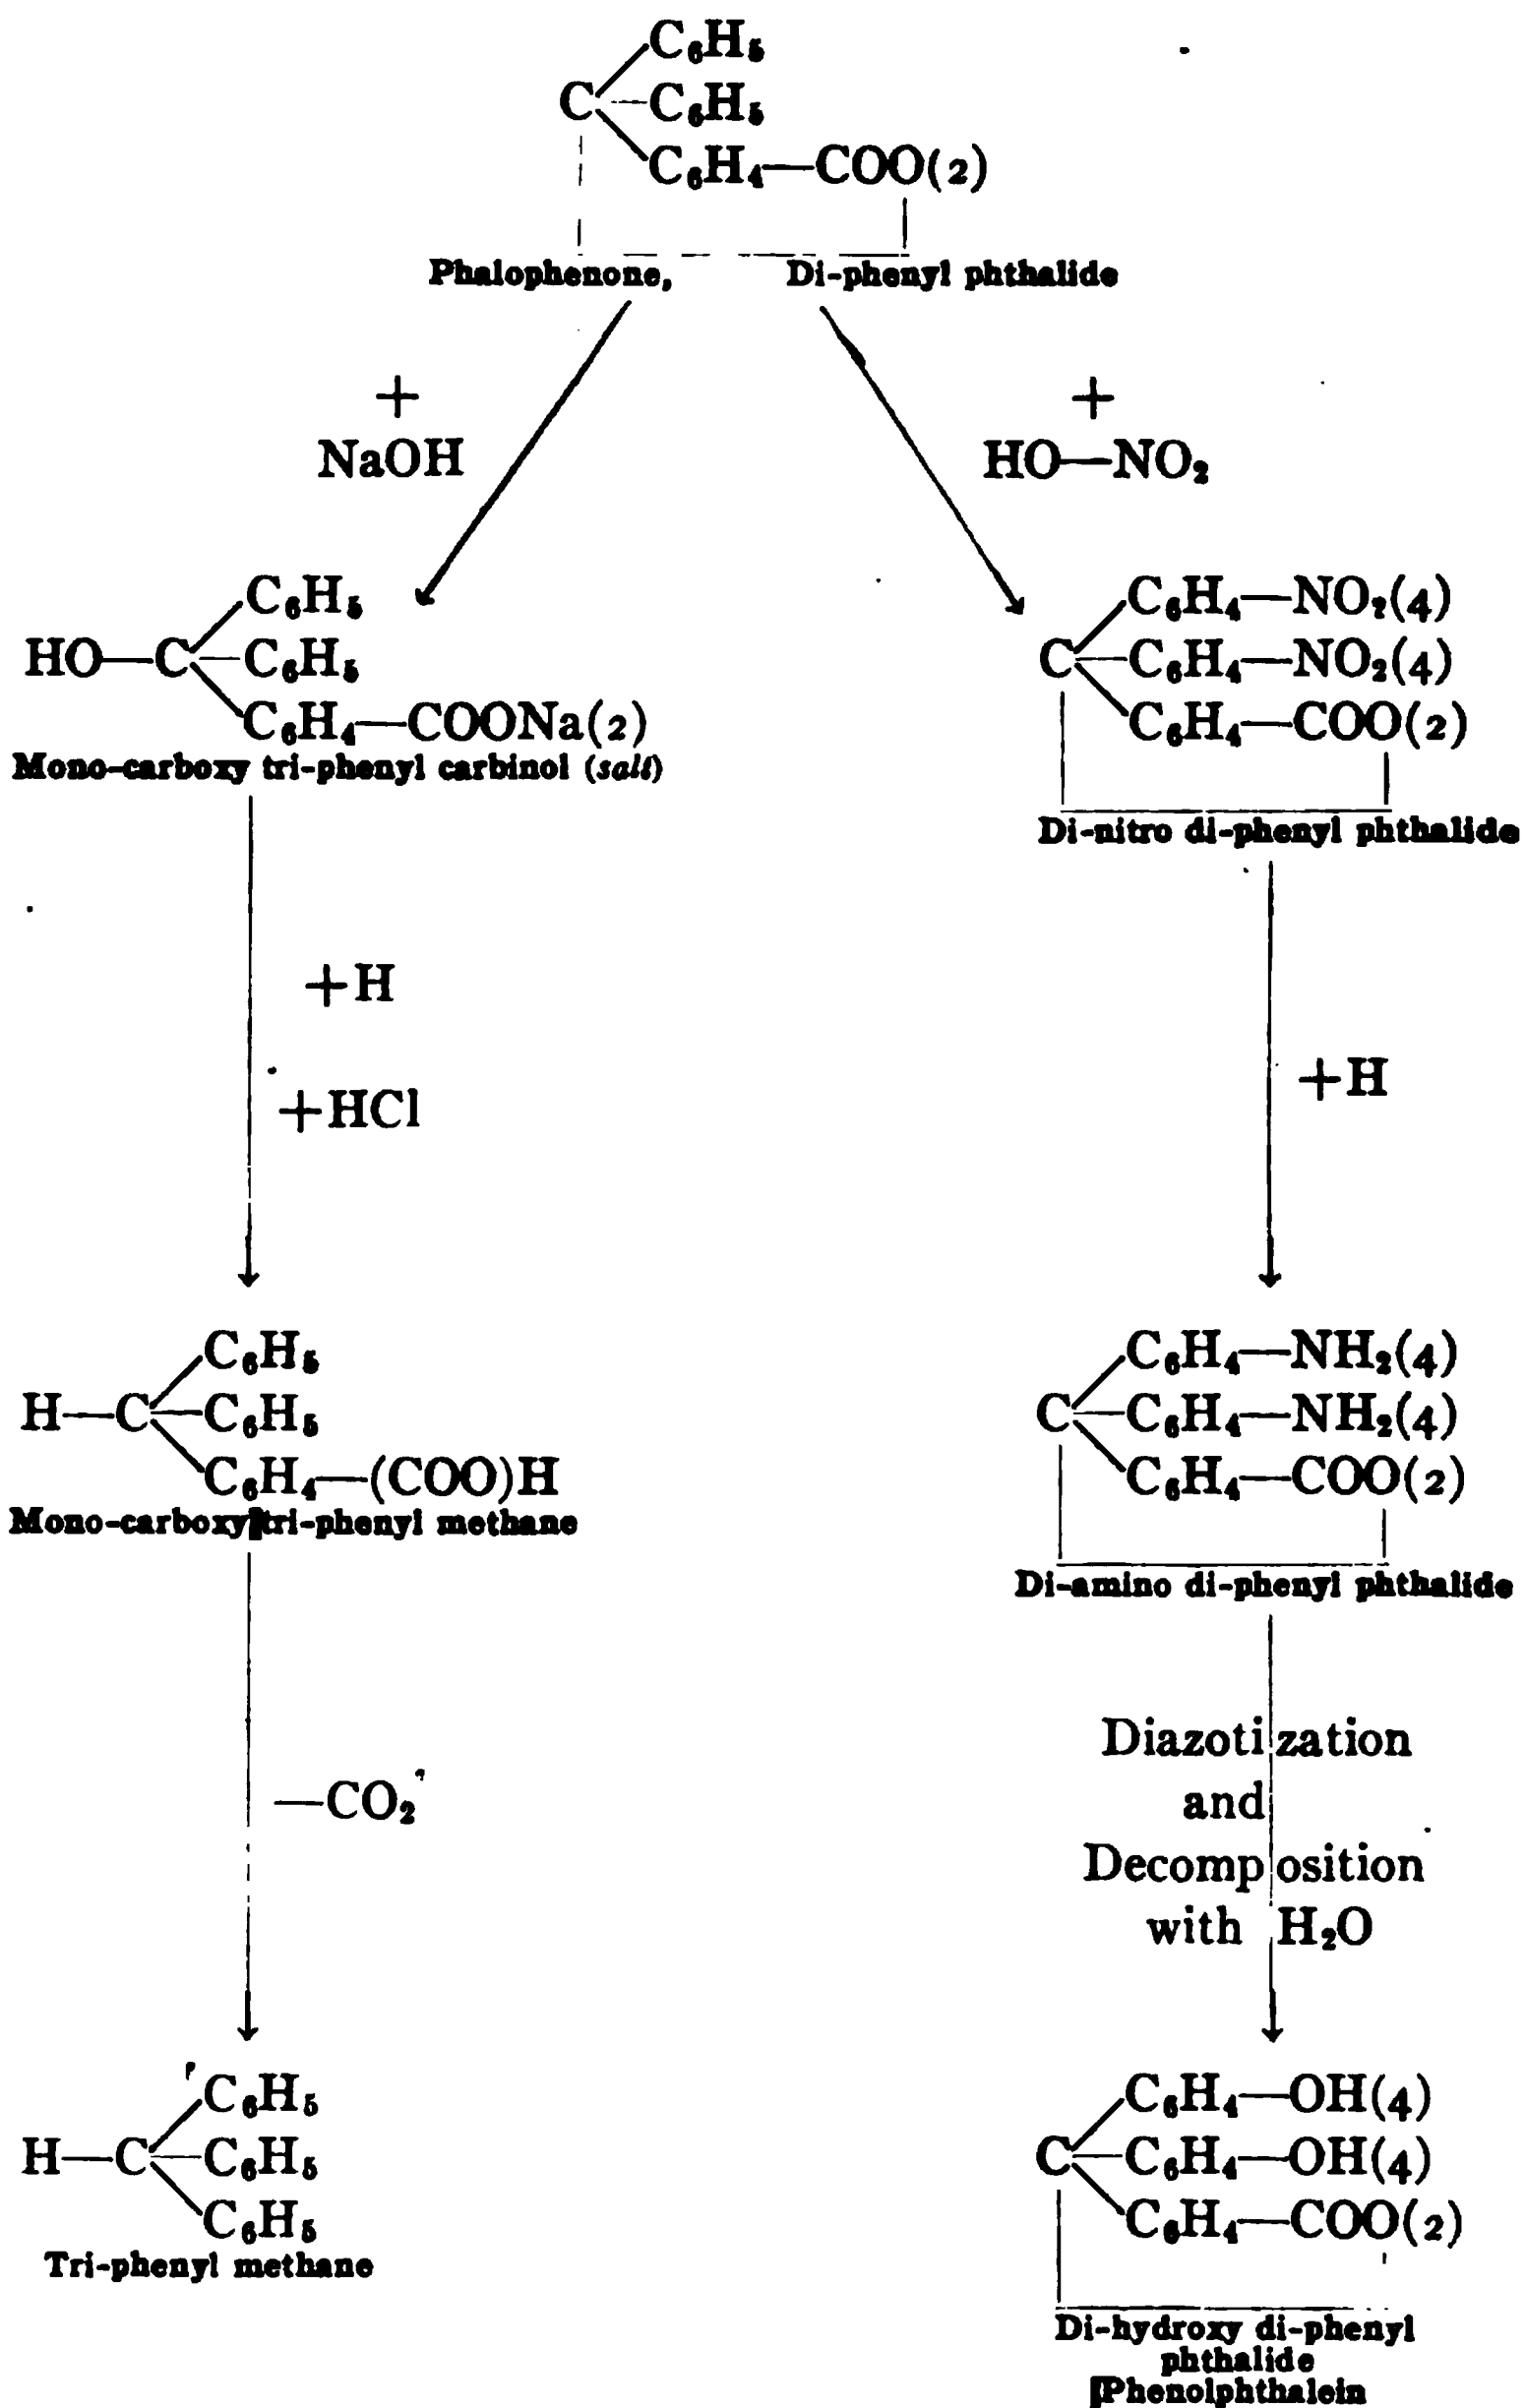 C₆H₅
C—C₆H₅
C₆H₄—COO(2)
Phalophenone, Di-phenyl phthalide
+ +
NaOH HO—NO₂
C₆H₅ C₆H₄—NO₂(4)
HO—C—C₆H₅ C—C₆H₄—NO₂(4)
C₆H₄—COONa(2) C₆H₄—COO(2)
Mono-carboxy tri-phenyl carbinol (salt)
Di-nitro di-phenyl phthalide
+H
+H
+HCl
C₆H₅ C₆H₄—NH₂(4)
H—C—C₆H₅ C—C₆H₄—NH₂(4)
C₆H₄—(COO)H C₆H₄—COO(2)
Mono-carboxy tri-phenyl methane
Di-amino di-phenyl phthalide
Diazotization
—CO₂ and
Decomposition
with H₂O
C₆H₅ C₆H₄—OH(4)
H—C—C₆H₅ C—C₆H₄—OH(4)
C₆H₅ C₆H₄—COO(2)
Tri-phenyl methane
Di-hydroxy di-phenyl
phthalide
[Phenolphthalein